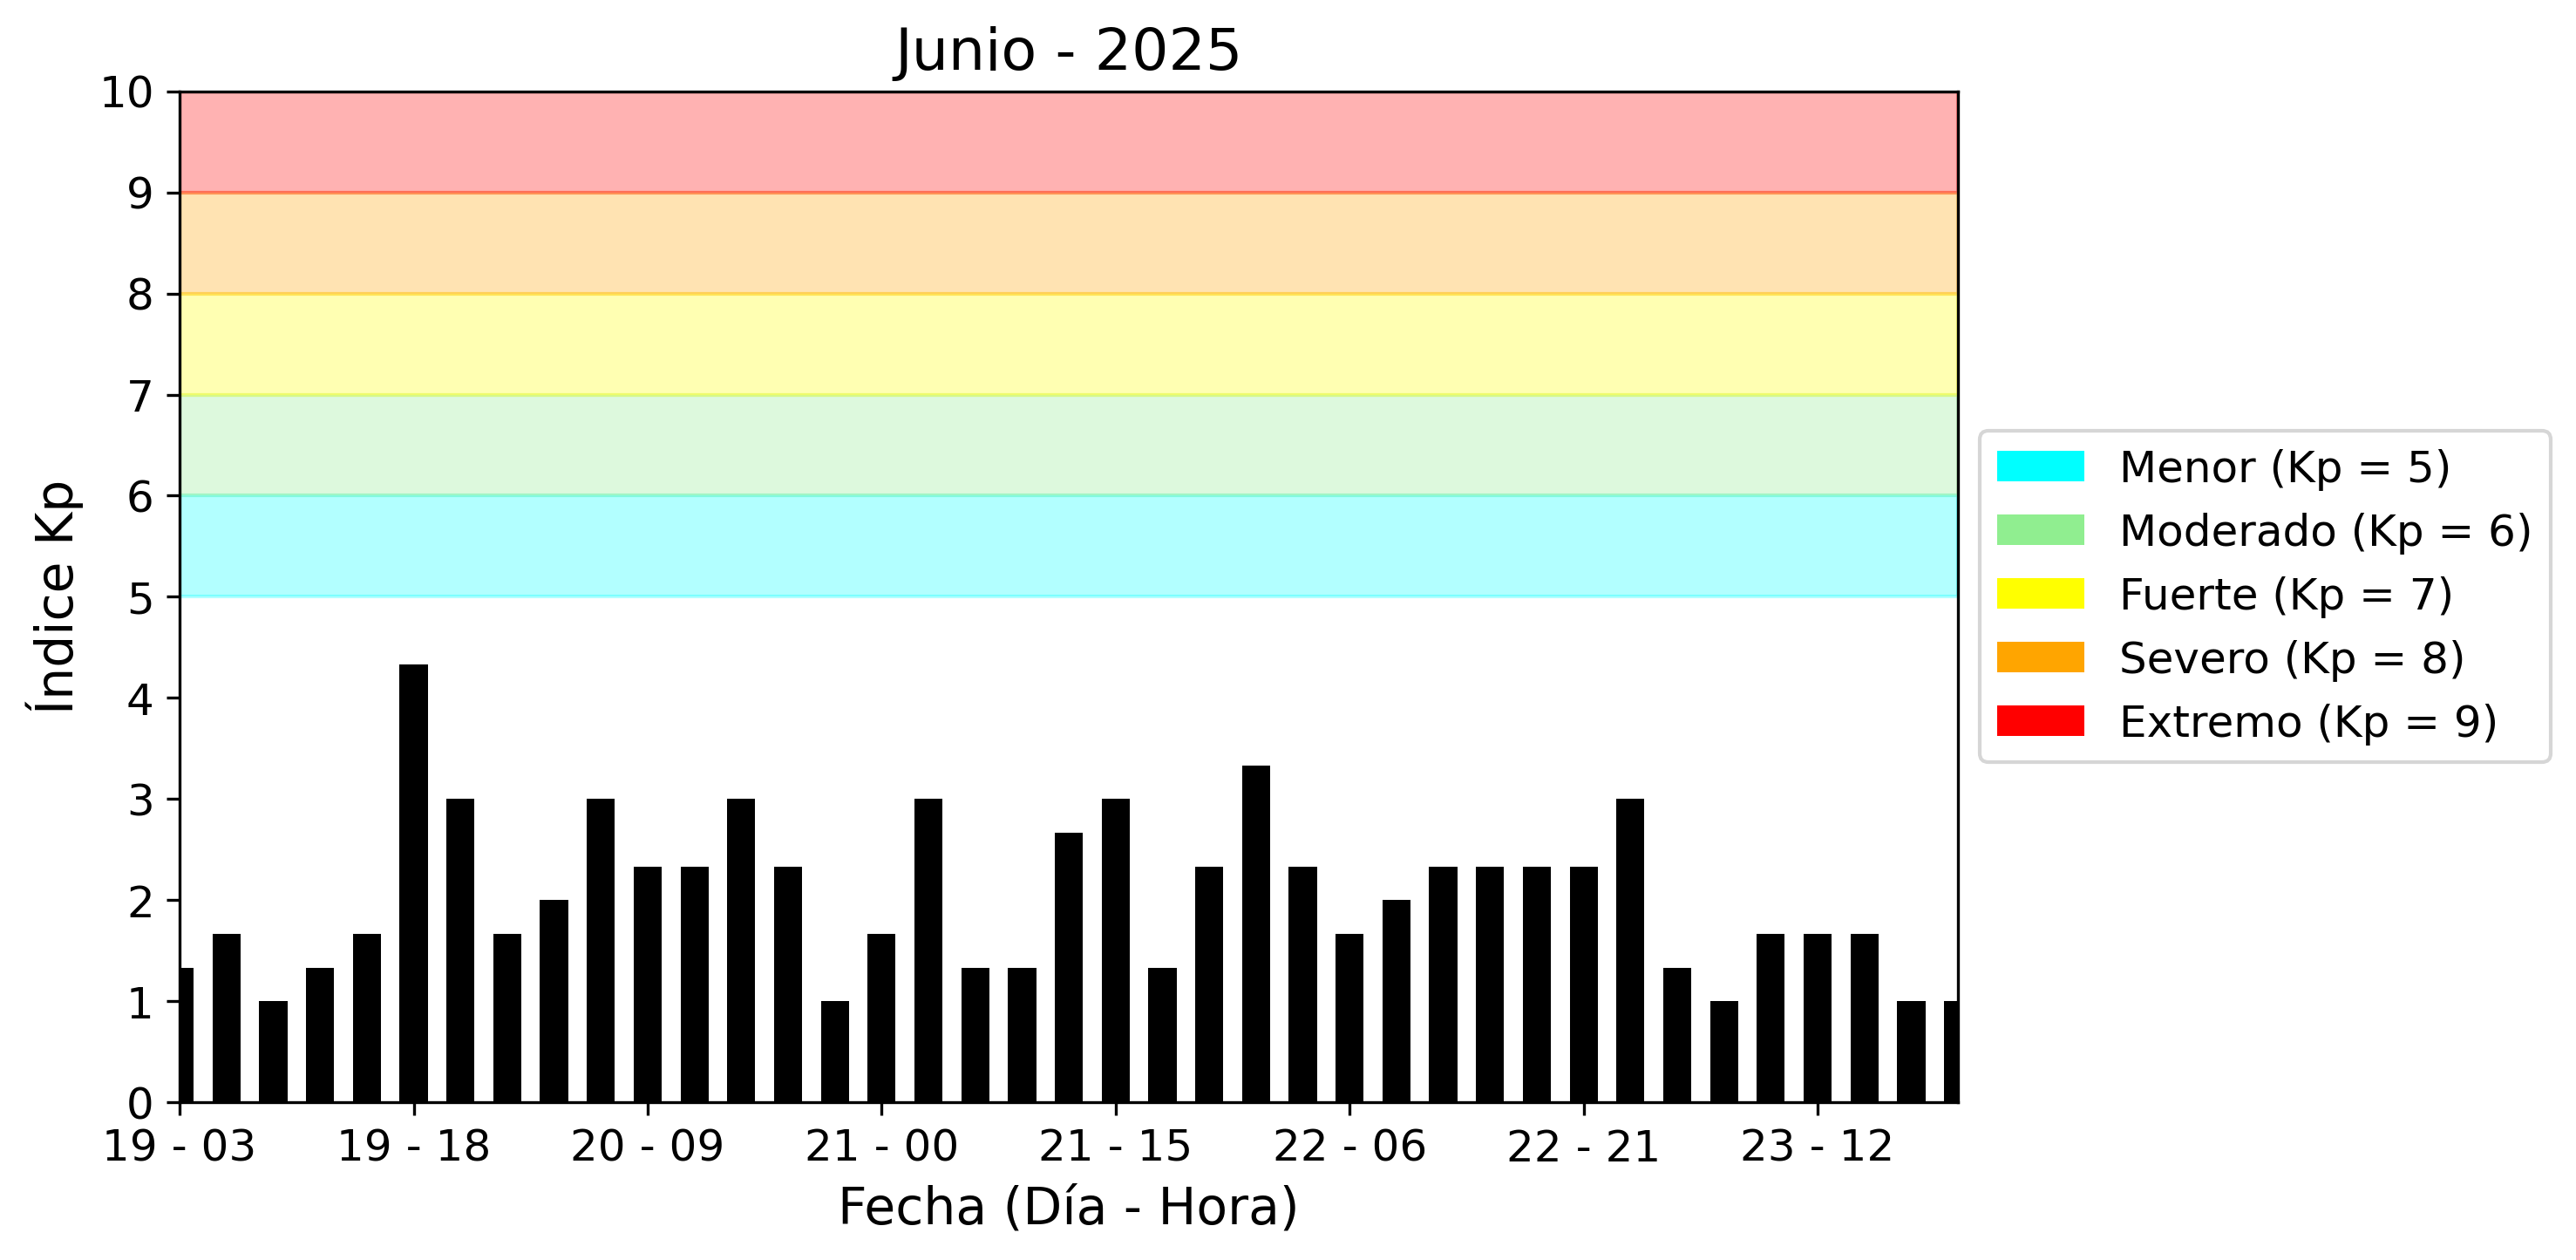 Junio - 2025
10
9
8
7
6
5
4
3
2
1
0
Índice Kp
19 - 03 19 - 18 20 - 09 21 - 00 21 - 15 22 - 06 22 - 21 23 - 12
Fecha (Día - Hora)
Menor (Kp = 5)
Moderado (Kp = 6)
Fuerte (Kp = 7)
Severo (Kp = 8)
Extremo (Kp = 9)